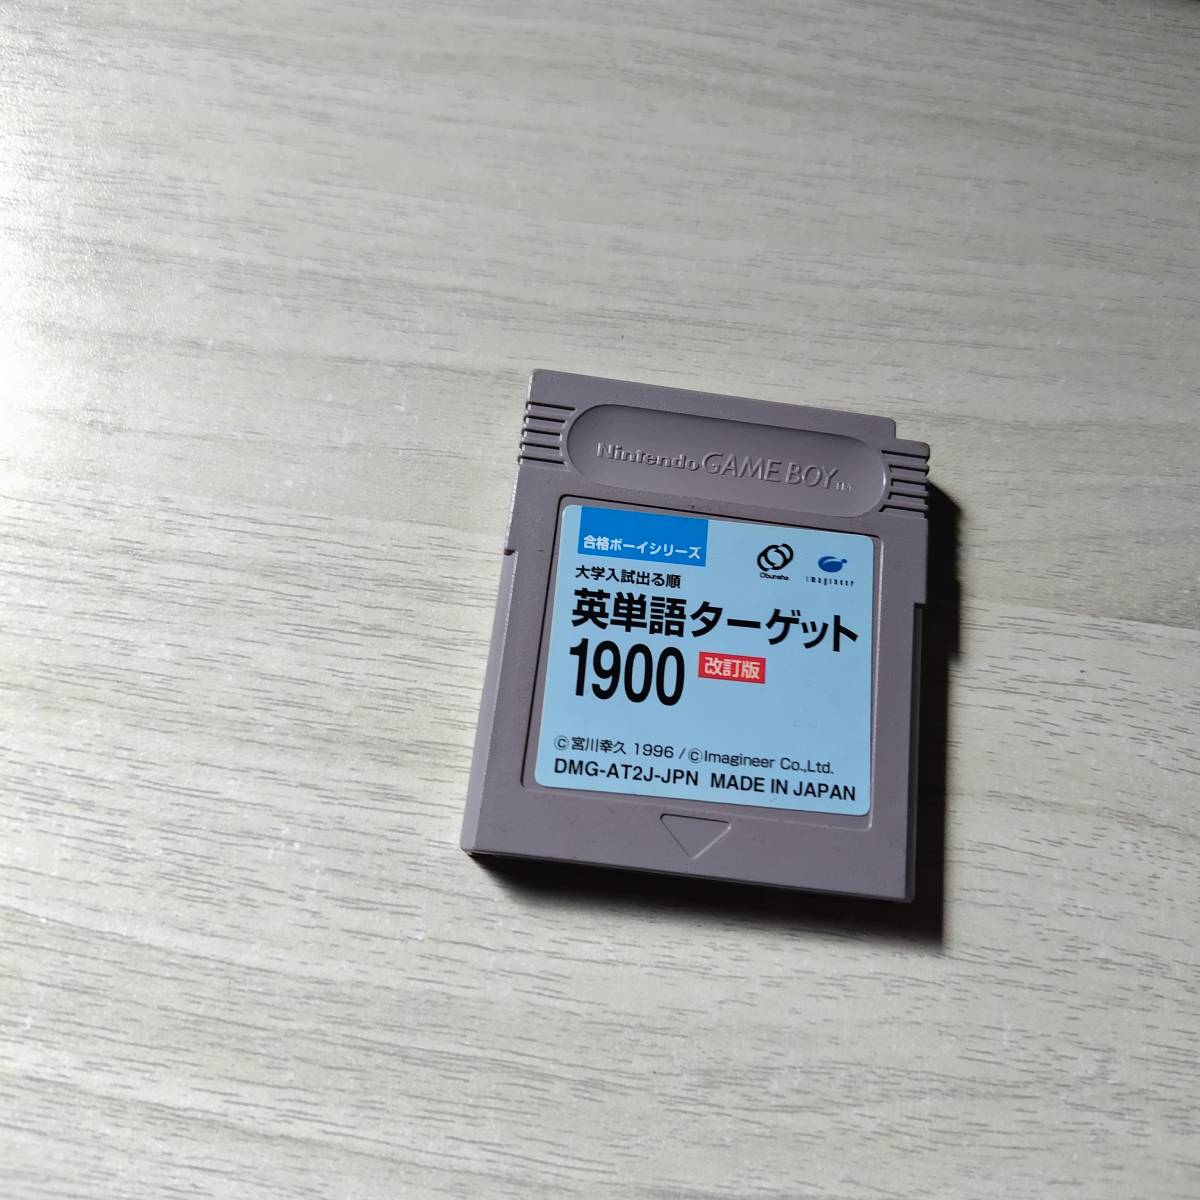 Nintendo GAME BOY TM
合格ボーイシリーズ
Obunsha
imagineer
大学入試出る順
英単語ターゲット
1900 改訂版
©宮川幸久 1996 / ©Imagineer Co.,Ltd.
DMG-AT2J-JPN MADE IN JAPAN